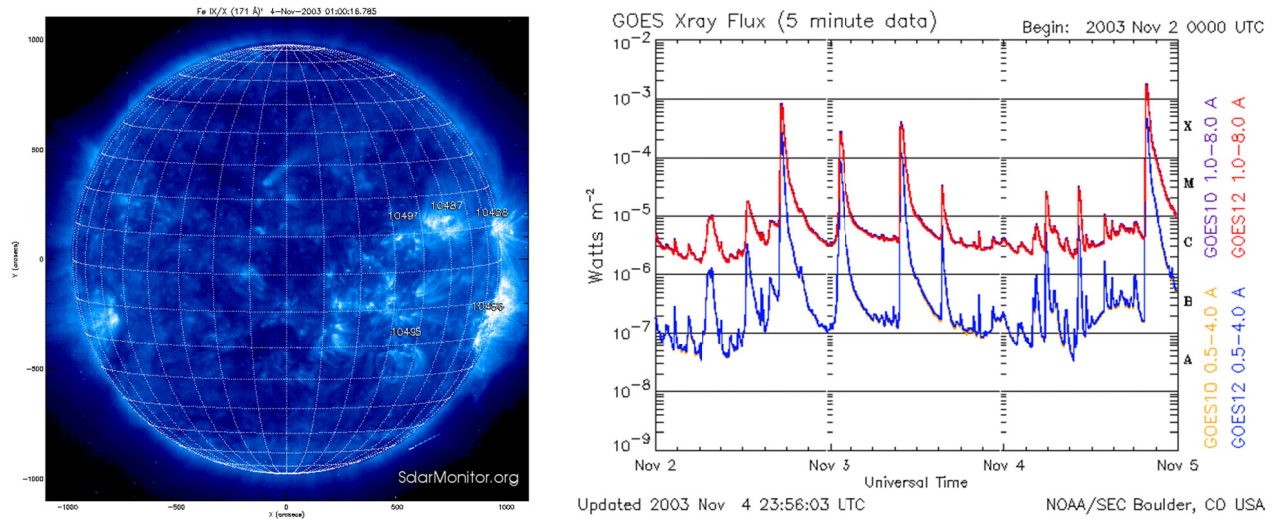 Fe IX/X (171 Å) 4-Nov-2003 01:00:16.785
1000
500
0
-500
-1000
Y (arcsecs)
10497
10487
10488
10495
SolarMonitor.org
-1000
-500
0
500
1000
X (arcsecs)
GOES Xray Flux (5 minute data)
Begin: 2003 Nov 2 0000 UTC
10-2
10-3
10-4
10-5
10-6
10-7
10-8
10-9
Watts m-2
X
M
C
B
A
GOES10 1.0-8.0 A
GOES12 1.0-8.0 A
GOES10 0.5-4.0 A
GOES12 0.5-4.0 A
Nov 2
Nov 3
Nov 4
Nov 5
Universal Time
Updated 2003 Nov 4 23:56:03 UTC
NOAA/SEC Boulder, CO USA